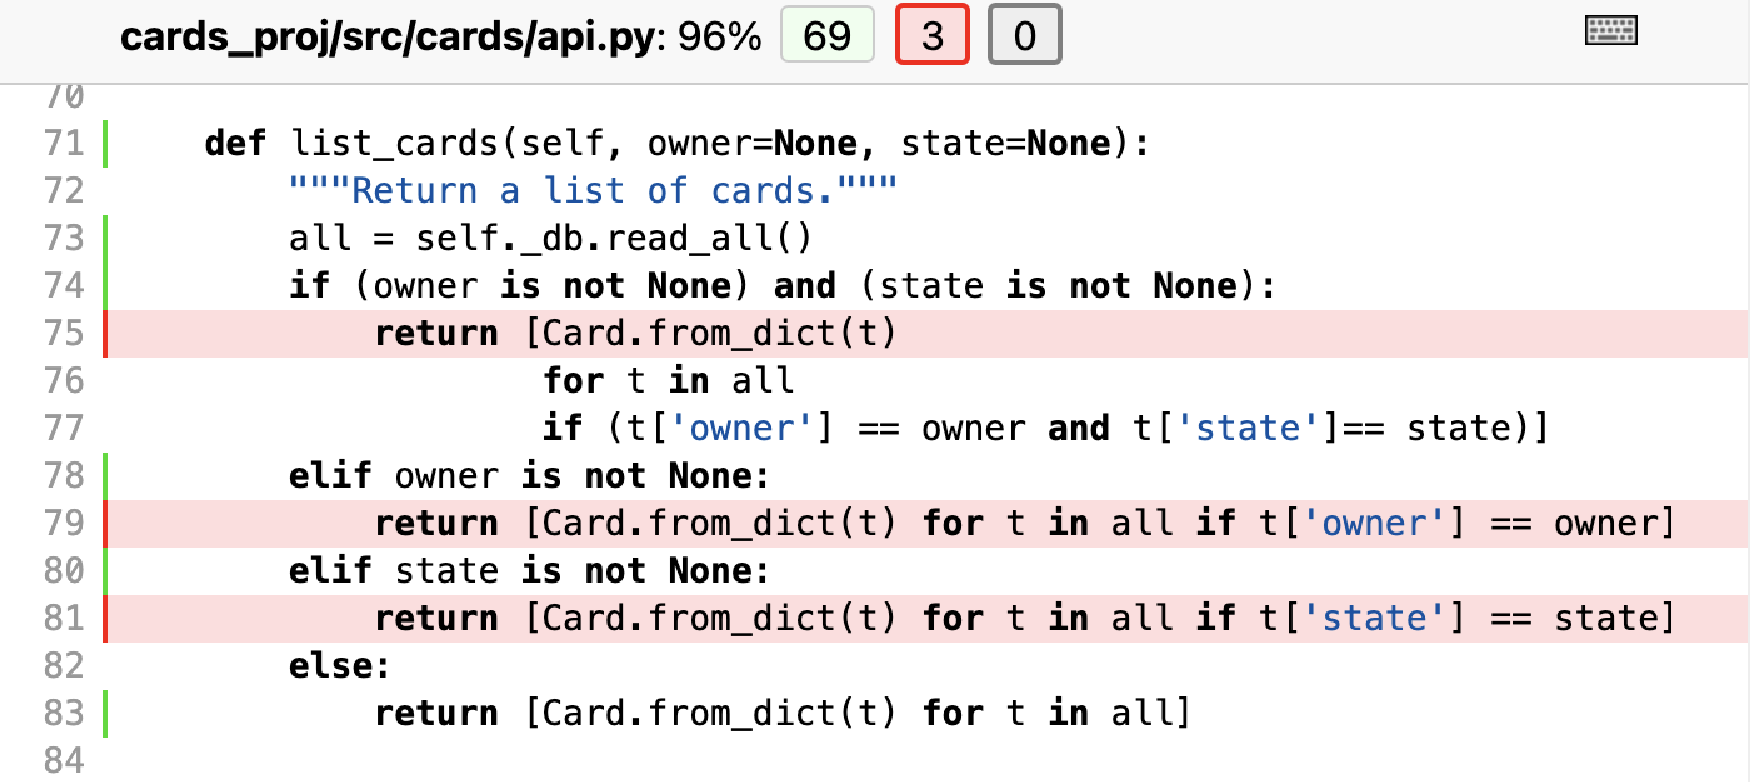 cards_proj/src/cards/api.py: 96% 69 3 0
70
71 def list_cards(self, owner=None, state=None):
72 """Return a list of cards."""
73 all = self._db.read_all()
74 if (owner is not None) and (state is not None):
75 return [Card.from_dict(t)
76 for t in all
77 if (t['owner'] == owner and t['state']== state)]
78 elif owner is not None:
79 return [Card.from_dict(t) for t in all if t['owner'] == owner]
80 elif state is not None:
81 return [Card.from_dict(t) for t in all if t['state'] == state]
82 else:
83 return [Card.from_dict(t) for t in all]
84